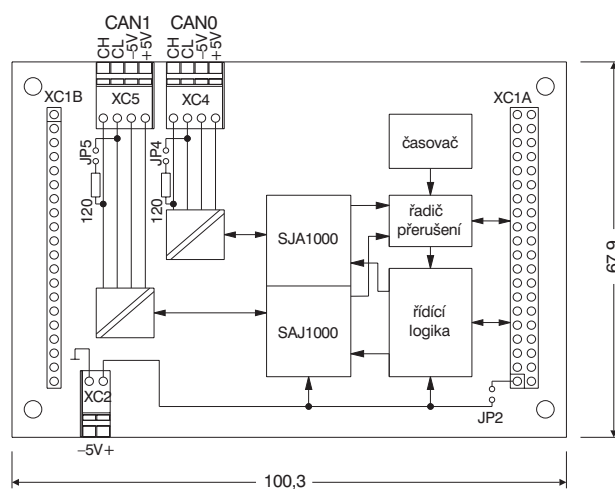 CAN1 CAN0
CH CL –5V +5V CH CL –5V +5V
XC1B XC5 XC4 XC1A
JP5 JP4
120 120
časovač
řadič
přerušení
SJA1000
SAJ1000
řídící
logika
67,9
XC2
JP2
–5V+
100,3